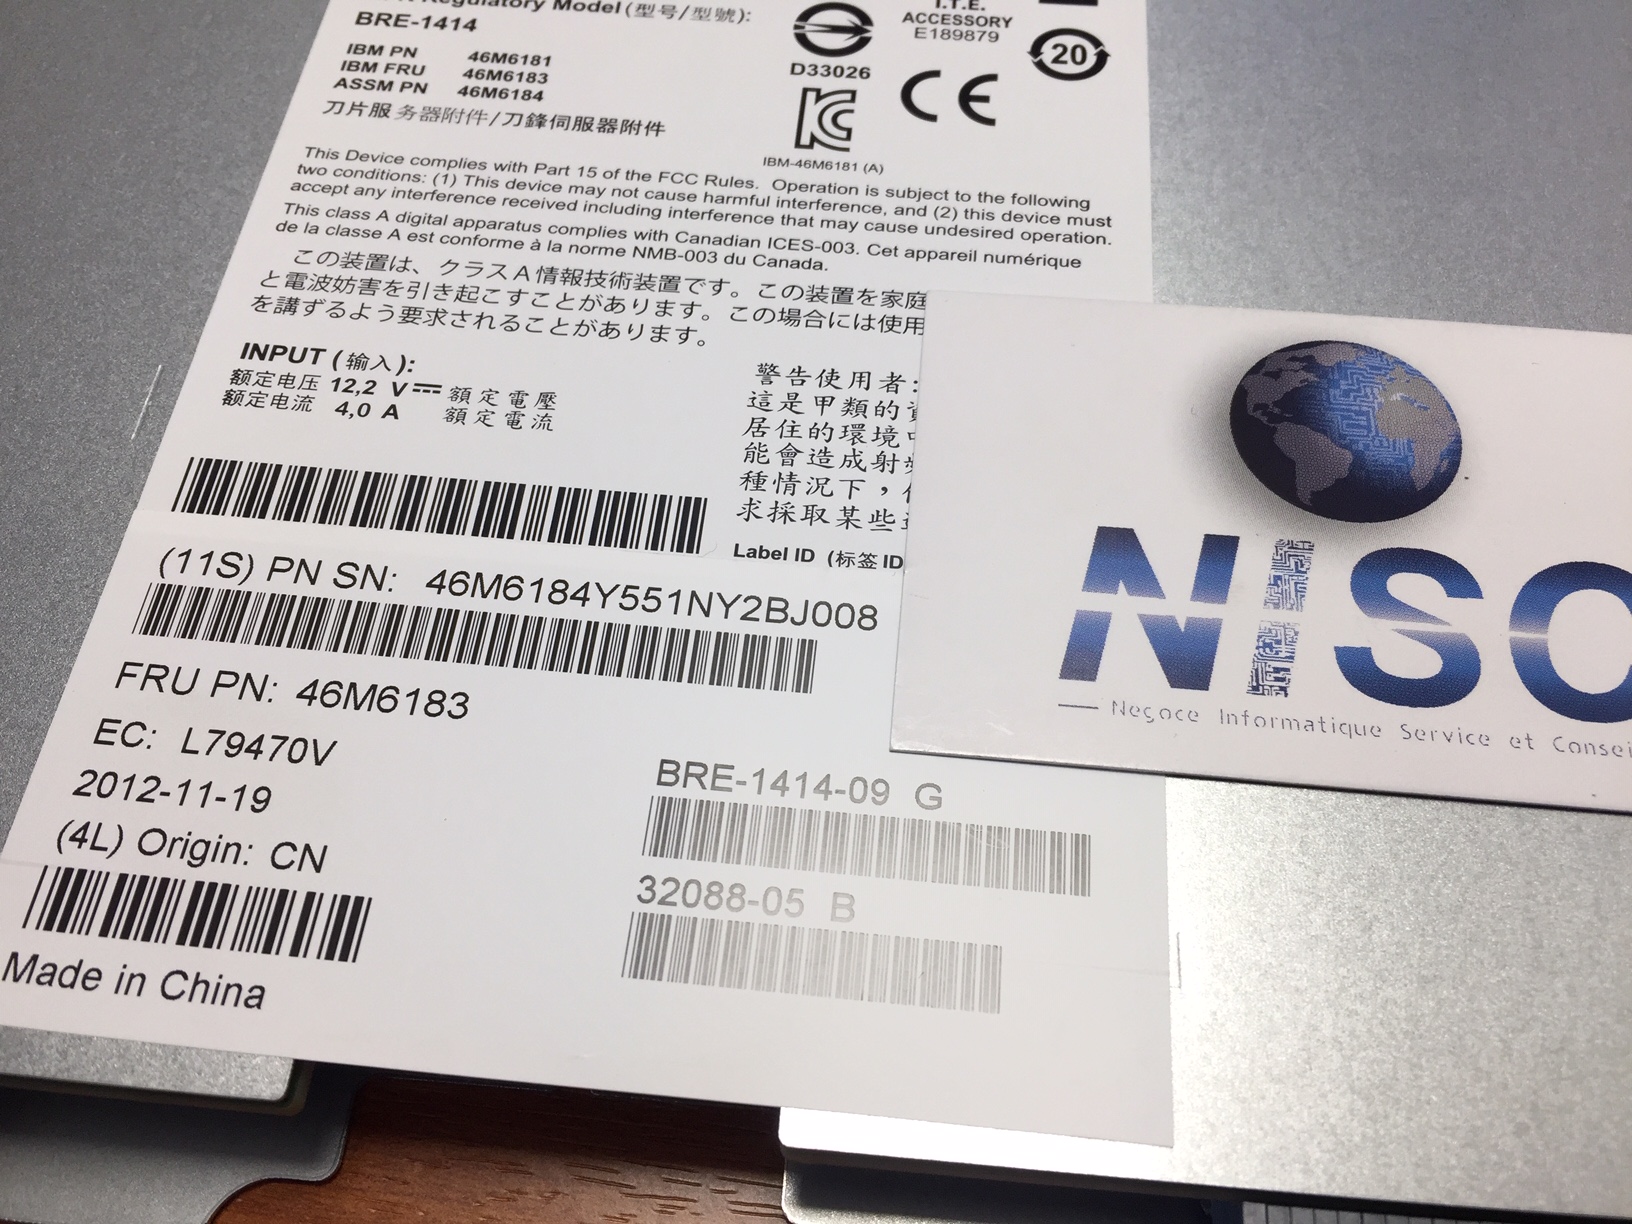 Regulatory Model (型号/型號):
BRE-1414
IBM PN 46M6181
IBM FRU 46M6183
ASSM PN 46M6184
刀片服务器附件/刀鋒伺服器附件
I.T.E.
ACCESSORY
E189879
D33026
20
CE
KC
IBM-46M6181 (A)
This Device complies with Part 15 of the FCC Rules. Operation is subject to the following
two conditions: (1) This device may not cause harmful interference, and (2) this device must
accept any interference received including interference that may cause undesired operation.
This class A digital apparatus complies with Canadian ICES-003. Cet appareil numérique
de la classe A est conforme à la norme NMB-003 du Canada.
この装置は、クラスA情報技術装置です。この装置を家庭
と電波妨害を引き起こすことがあります。この場合には使用
を講ずるよう要求されることがあります。
INPUT (输入):
额定电压 12,2 V 額定電壓
额定电流 4,0 A 額定電流
警告使用者:
這是甲類的
居住的環境
能會造成射
種情況下，
求採取某些
Label ID (标签ID
(11S) PN SN: 46M6184Y551NY2BJ008
FRU PN: 46M6183
EC: L79470V
2012-11-19
(4L) Origin: CN
Made in China
BRE-1414-09 G
32088-05 B
NISC
Negoce Informatique Service et Consei